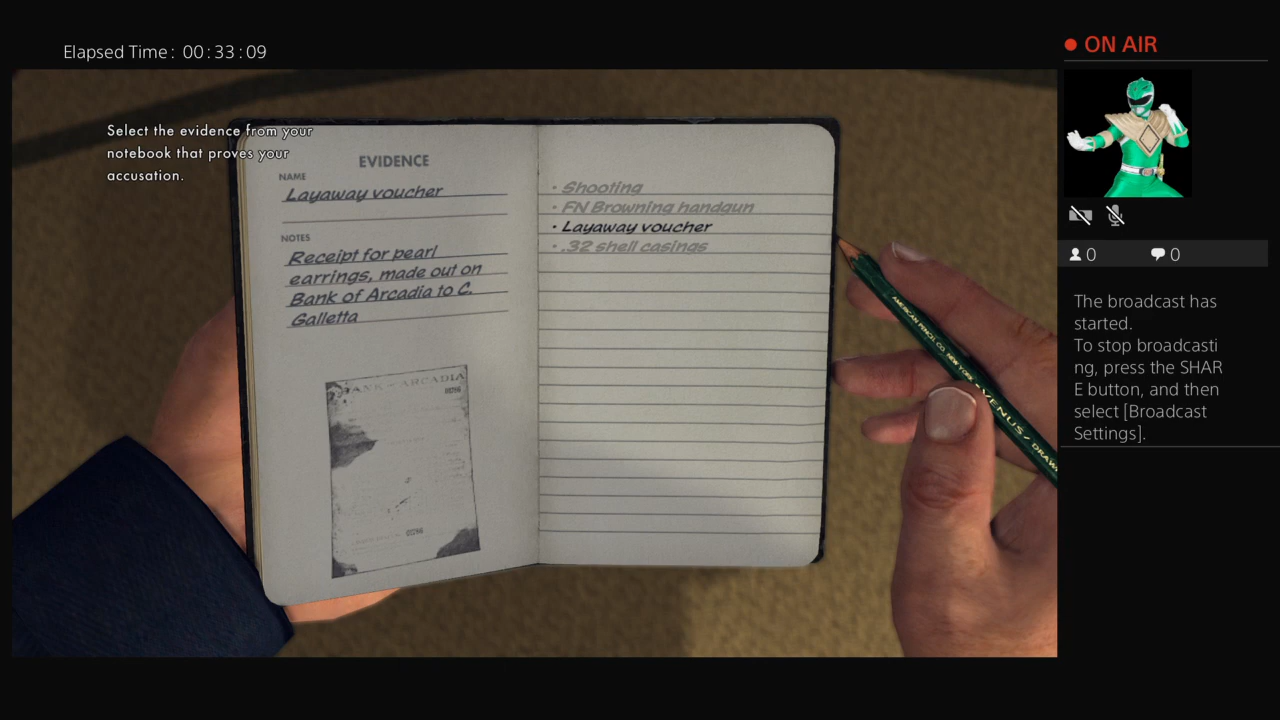 Elapsed Time: 00:33:09
ON AIR
Select the evidence from your
notebook that proves your
accusation.
EVIDENCE
NAME
Layaway voucher
NOTES
Receipt for pearl
earrings, made out on
Bank of Arcadia to C.
Galletta
BANK OF ARCADIA
• Shooting
• FN Browning handgun
• Layaway voucher
• .32 shell casings
AMERICAN PENCIL CO. NEW YORK
VENUS / DRAW
0
0
The broadcast has
started.
To stop broadcasti
ng, press the SHAR
E button, and then
select [Broadcast
Settings].